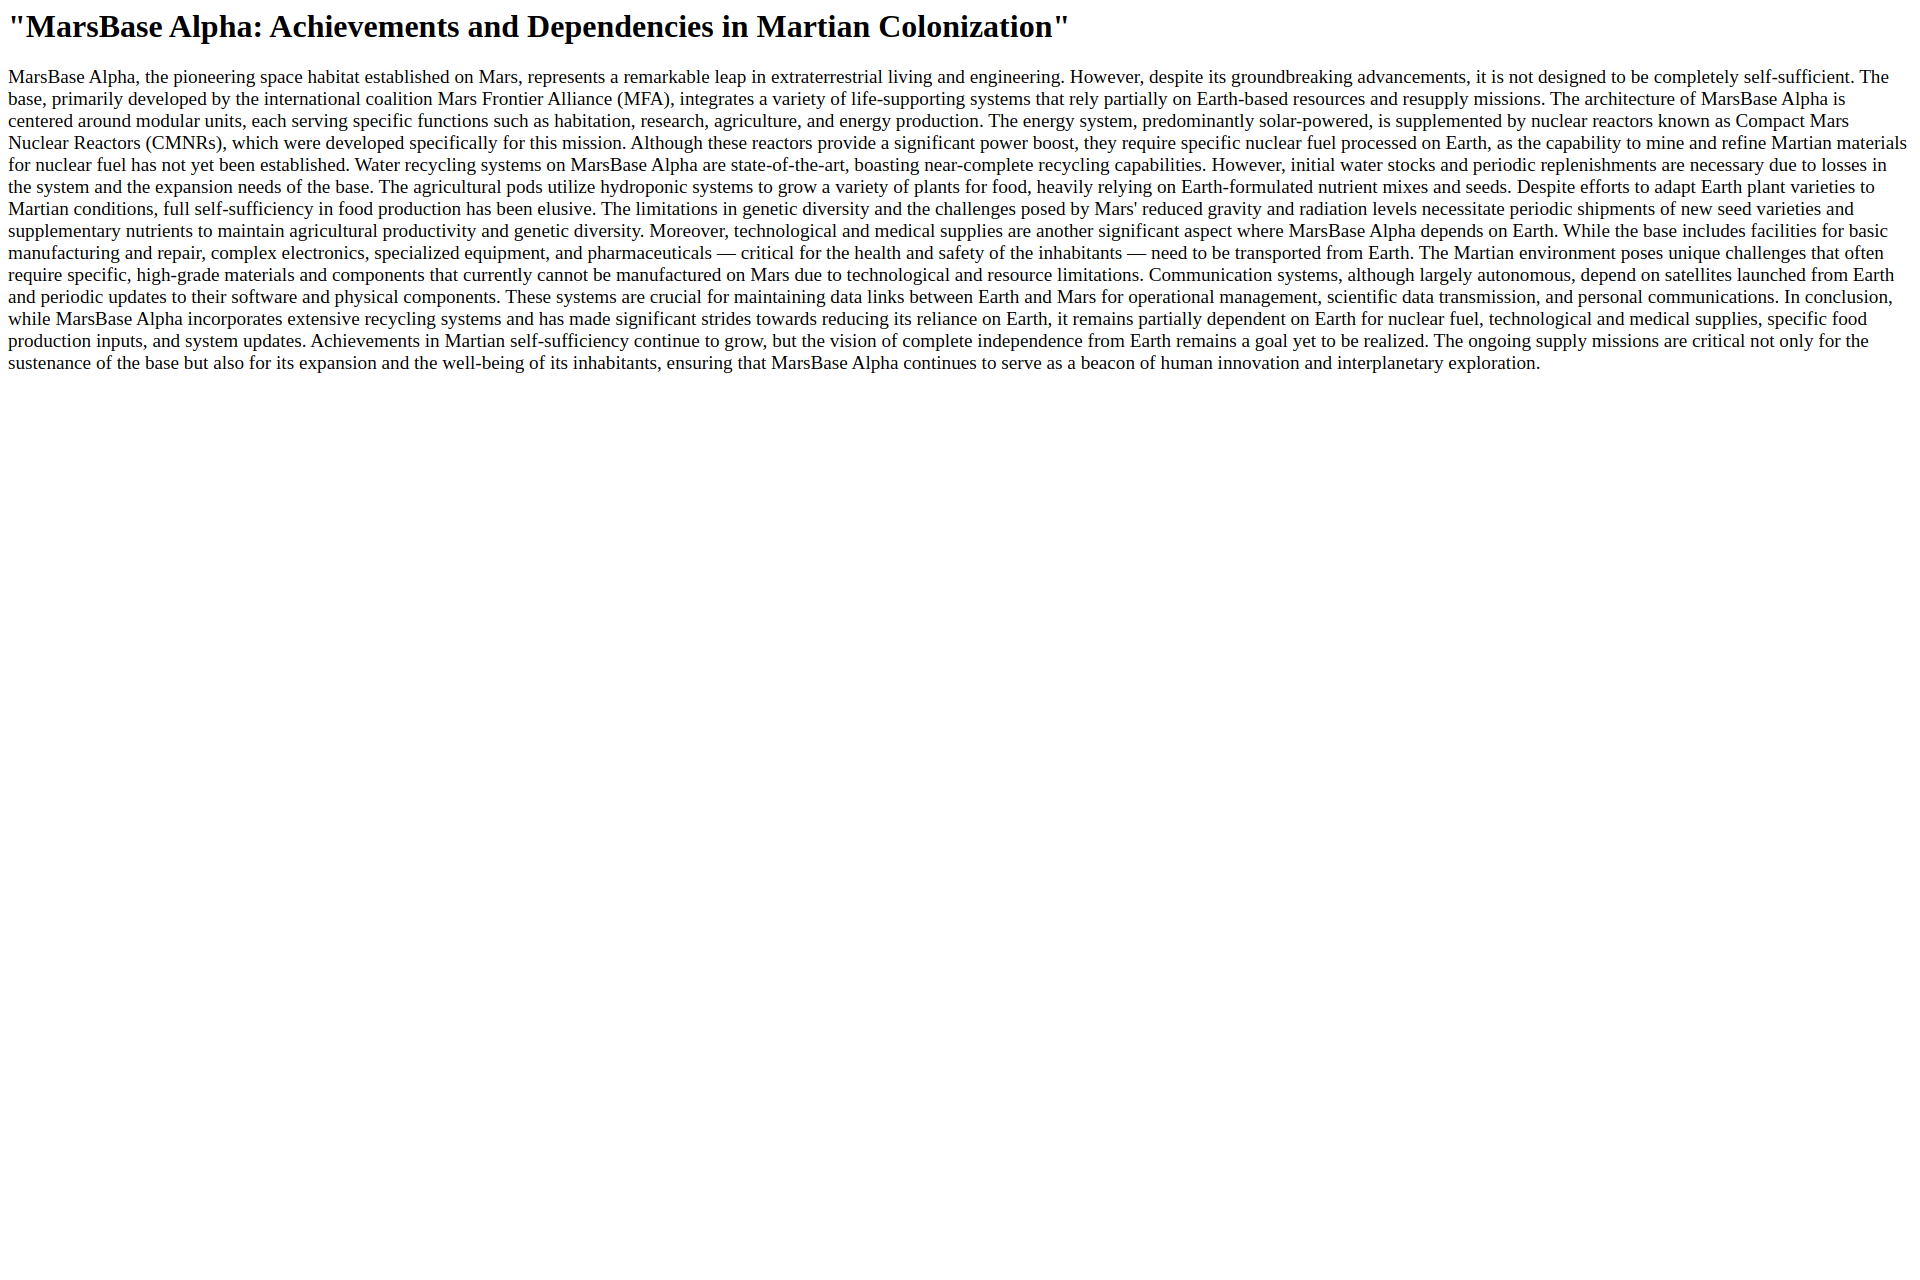 "MarsBase Alpha: Achievements and Dependencies in Martian Colonization"
MarsBase Alpha, the pioneering space habitat established on Mars, represents a remarkable leap in extraterrestrial living and engineering. However, despite its groundbreaking advancements, it is not designed to be completely self-sufficient. The
base, primarily developed by the international coalition Mars Frontier Alliance (MFA), integrates a variety of life-supporting systems that rely partially on Earth-based resources and resupply missions. The architecture of MarsBase Alpha is
centered around modular units, each serving specific functions such as habitation, research, agriculture, and energy production. The energy system, predominantly solar-powered, is supplemented by nuclear reactors known as Compact Mars
Nuclear Reactors (CMNRs), which were developed specifically for this mission. Although these reactors provide a significant power boost, they require specific nuclear fuel processed on Earth, as the capability to mine and refine Martian materials
for nuclear fuel has not yet been established. Water recycling systems on MarsBase Alpha are state-of-the-art, boasting near-complete recycling capabilities. However, initial water stocks and periodic replenishments are necessary due to losses in
the system and the expansion needs of the base. The agricultural pods utilize hydroponic systems to grow a variety of plants for food, heavily relying on Earth-formulated nutrient mixes and seeds. Despite efforts to adapt Earth plant varieties to
Martian conditions, full self-sufficiency in food production has been elusive. The limitations in genetic diversity and the challenges posed by Mars' reduced gravity and radiation levels necessitate periodic shipments of new seed varieties and
supplementary nutrients to maintain agricultural productivity and genetic diversity. Moreover, technological and medical supplies are another significant aspect where MarsBase Alpha depends on Earth. While the base includes facilities for basic
manufacturing and repair, complex electronics, specialized equipment, and pharmaceuticals — critical for the health and safety of the inhabitants — need to be transported from Earth. The Martian environment poses unique challenges that often
require specific, high-grade materials and components that currently cannot be manufactured on Mars due to technological and resource limitations. Communication systems, although largely autonomous, depend on satellites launched from Earth
and periodic updates to their software and physical components. These systems are crucial for maintaining data links between Earth and Mars for operational management, scientific data transmission, and personal communications. In conclusion,
while MarsBase Alpha incorporates extensive recycling systems and has made significant strides towards reducing its reliance on Earth, it remains partially dependent on Earth for nuclear fuel, technological and medical supplies, specific food
production inputs, and system updates. Achievements in Martian self-sufficiency continue to grow, but the vision of complete independence from Earth remains a goal yet to be realized. The ongoing supply missions are critical not only for the
sustenance of the base but also for its expansion and the well-being of its inhabitants, ensuring that MarsBase Alpha continues to serve as a beacon of human innovation and interplanetary exploration.